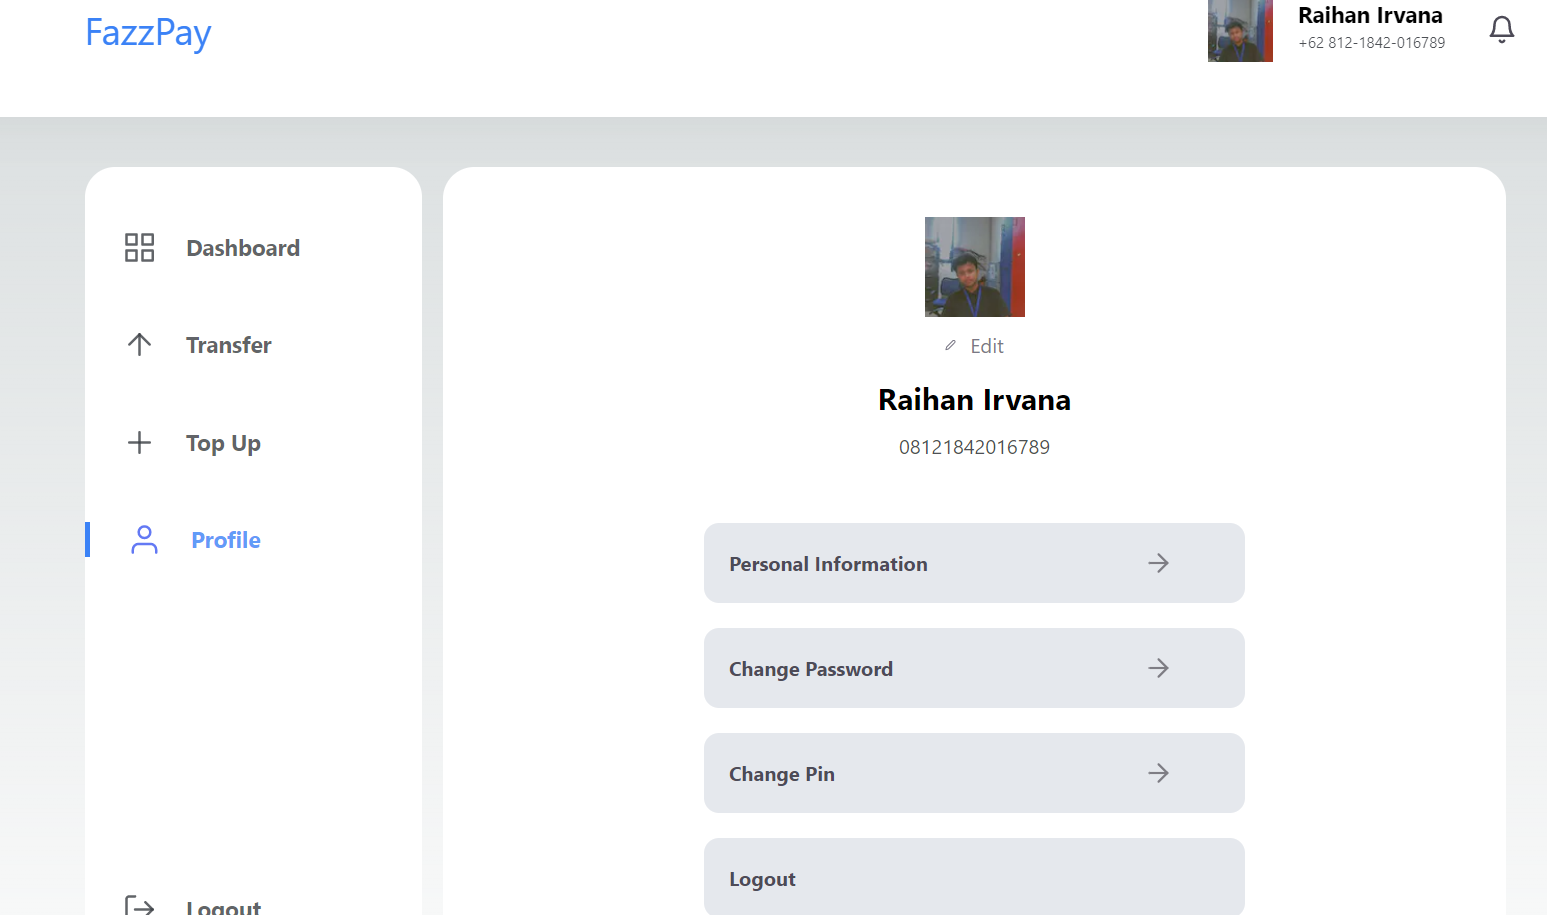 FazzPay
Raihan Irvana
+62 812-1842-016789
Dashboard
Transfer
Top Up
Profile
Logout
Edit
Raihan Irvana
08121842016789
Personal Information
Change Password
Change Pin
Logout